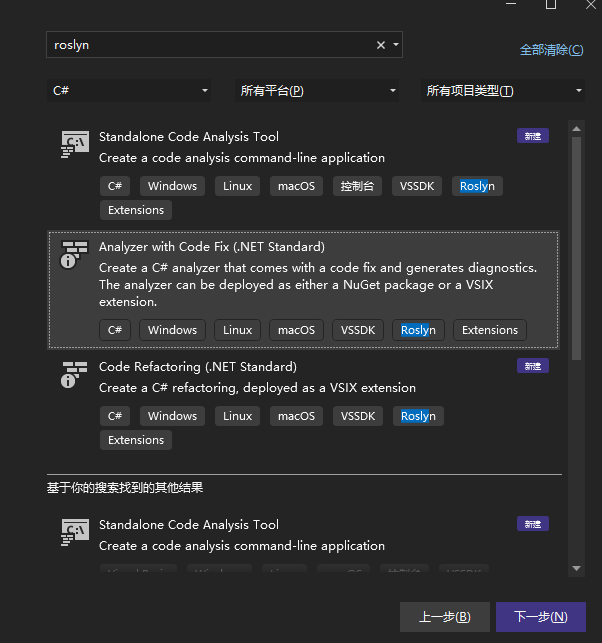 roslyn
全部清除(C)
C# 所有平台(P) 所有项目类型(T)
Standalone Code Analysis Tool 新建
Create a code analysis command-line application
C# Windows Linux macOS 控制台 VSSDK Roslyn
Extensions
Analyzer with Code Fix (.NET Standard)
Create a C# analyzer that comes with a code fix and generates diagnostics.
The analyzer can be deployed as either a NuGet package or a VSIX
extension.
C# Windows Linux macOS VSSDK Roslyn Extensions
Code Refactoring (.NET Standard) 新建
Create a C# refactoring, deployed as a VSIX extension
C# Windows Linux macOS VSSDK Roslyn
Extensions
基于你的搜索找到的其他结果
Standalone Code Analysis Tool 新建
Create a code analysis command-line application
上一步(B) 下一步(N)